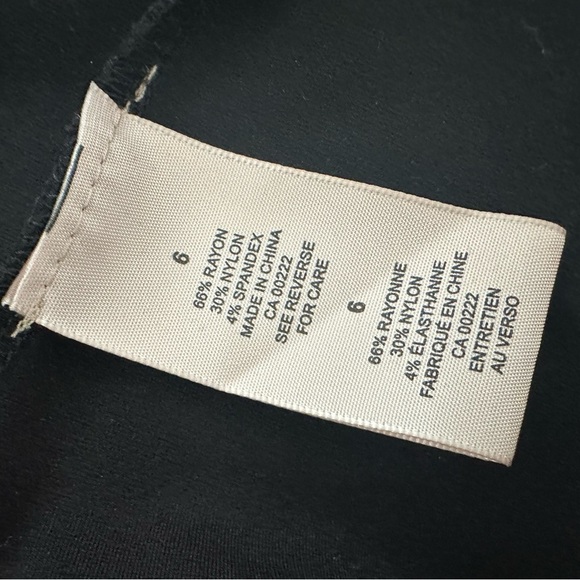 6
66% RAYON
30% NYLON
4% SPANDEX
MADE IN CHINA
CA 00222
SEE REVERSE
FOR CARE
6
66% RAYONNE
30% NYLON
4% ÉLASTHANNE
FABRIQUÉ EN CHINE
CA 00222
ENTRETIEN
AU VERSO